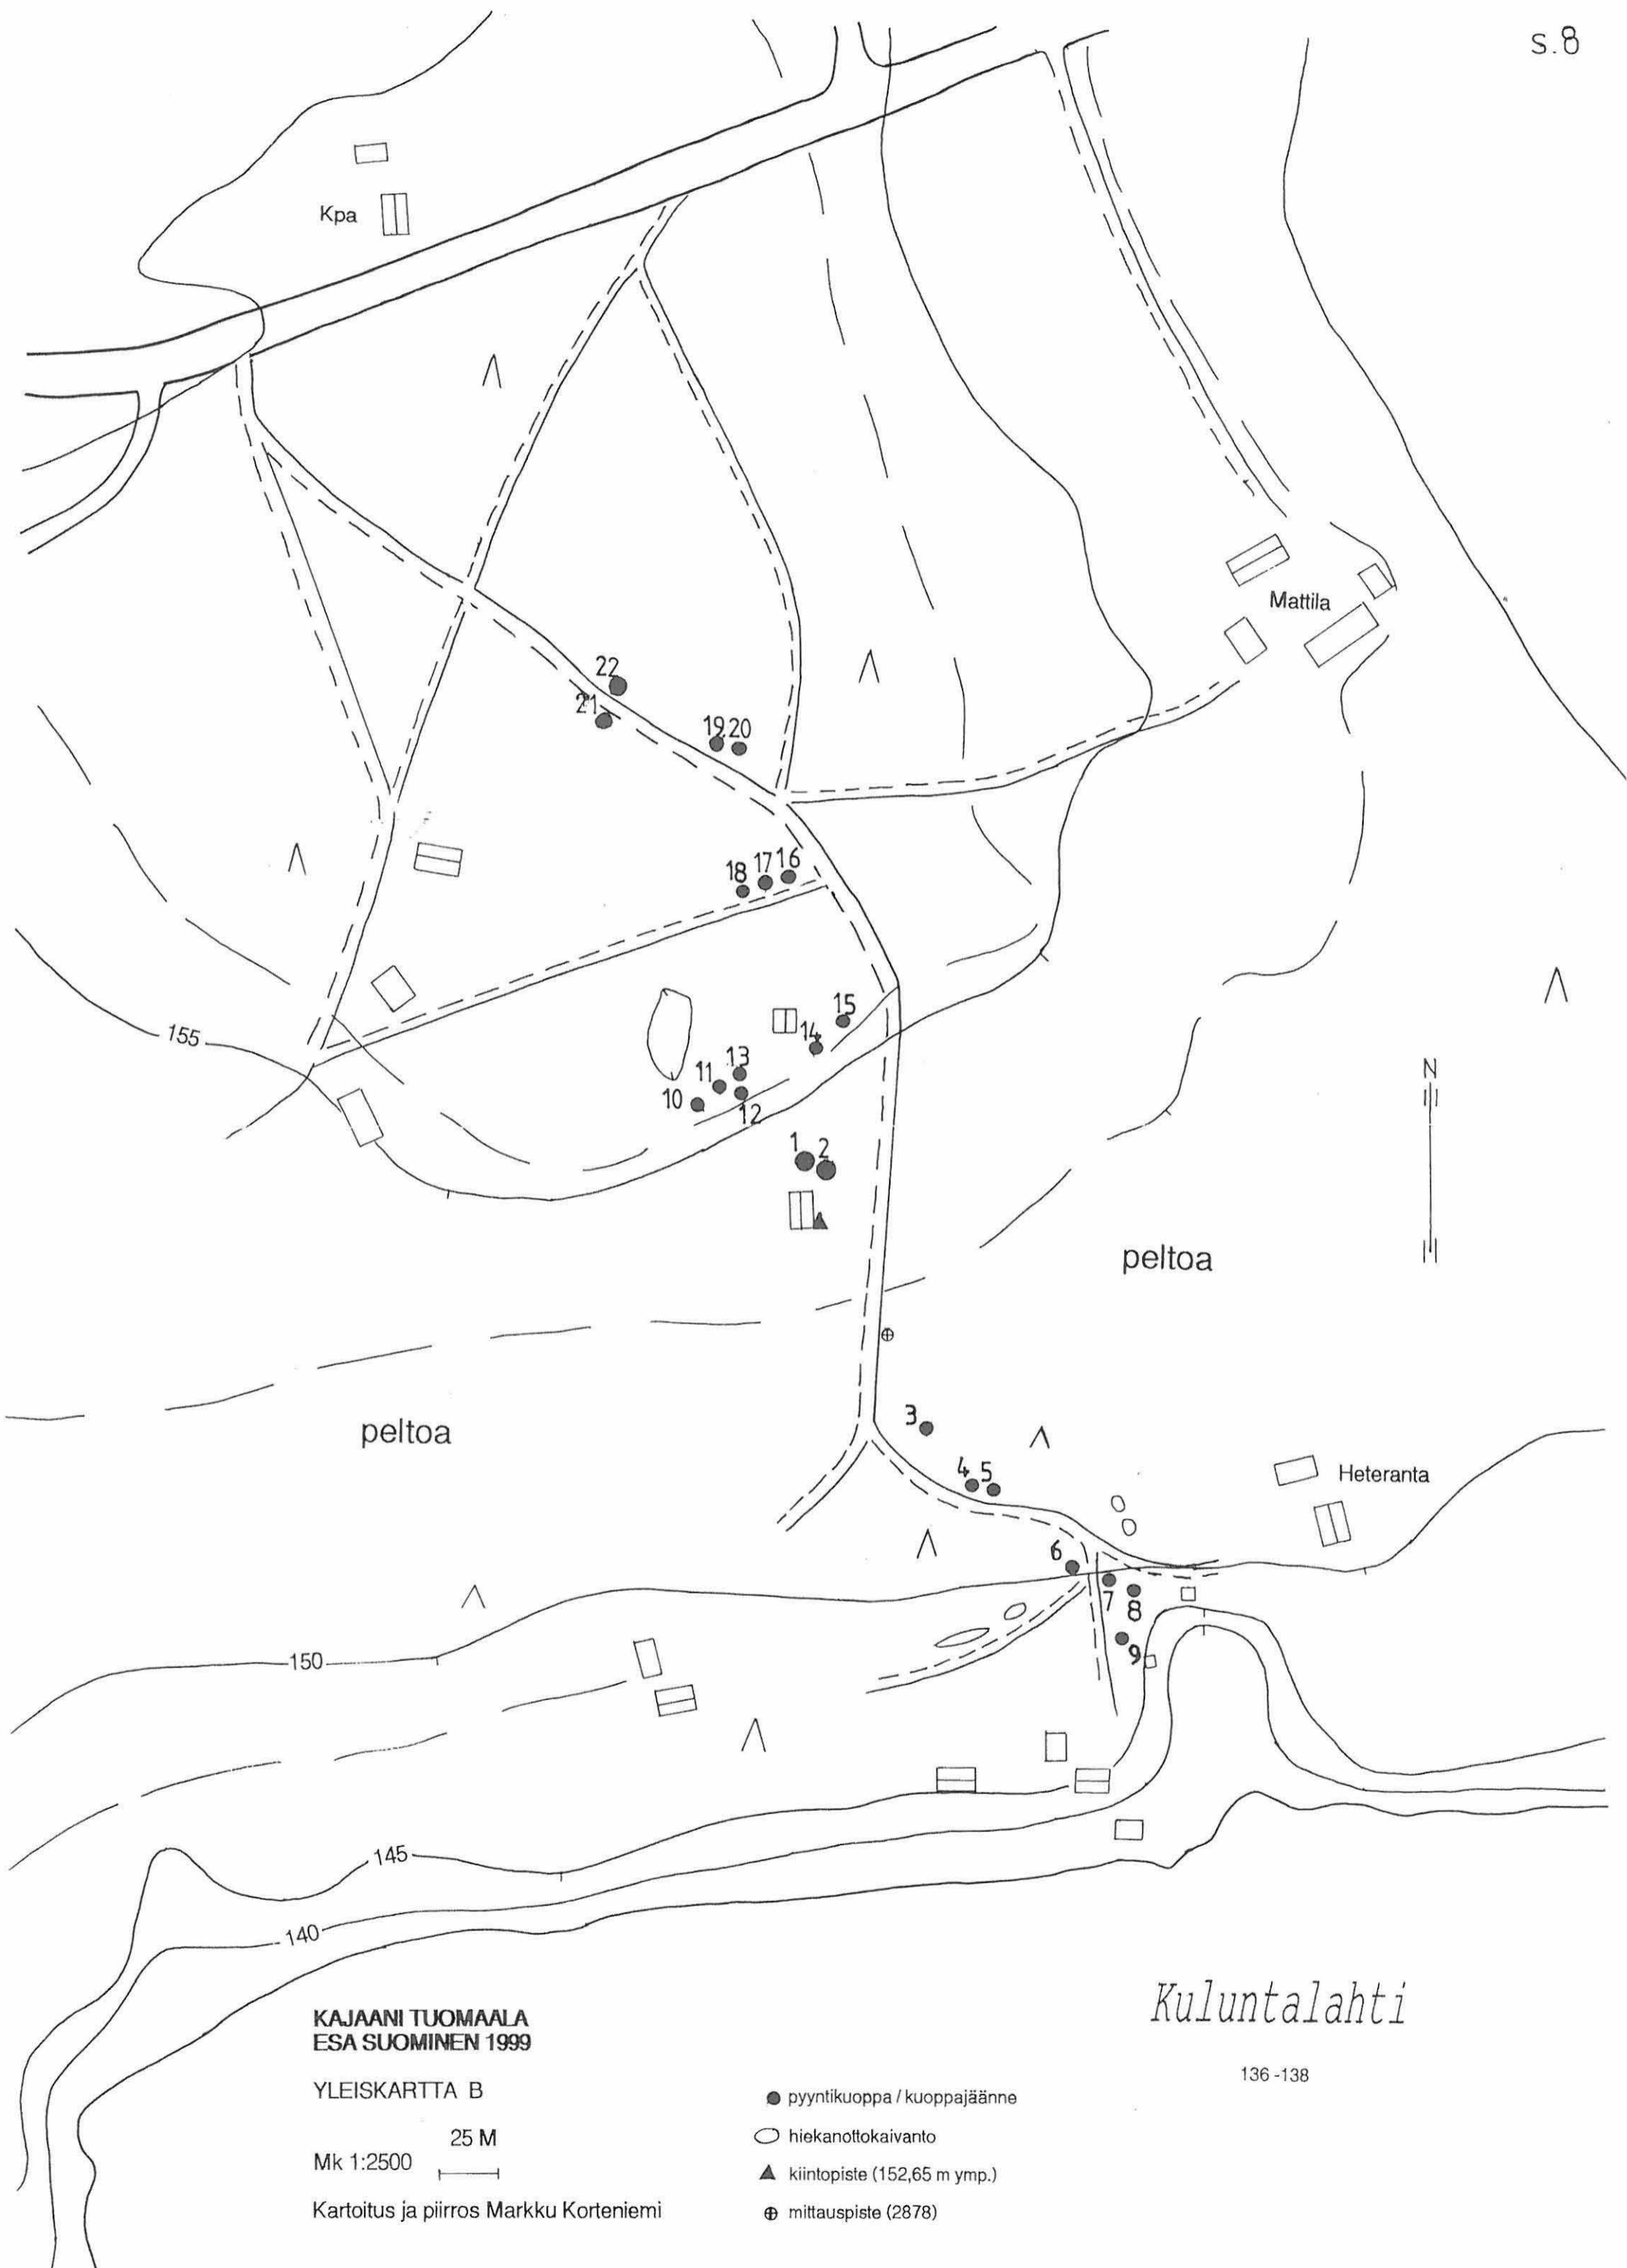 s.8
Kpa
Mattila
22
21
19 20
18 17 16
15
14
13
11
10
12
1 2
155
N
peltoa
peltoa
3
4 5
Heteranta
6
7
8
9
150
145
140
Kuluntalahti
136-138
KAJAANI TUOMAALA
ESA SUOMINEN 1999
YLEISKARTTA B
25 M
Mk 1:2500
Kartoitus ja piirros Markku Korteniemi
pyyntikuoppa / kuoppajäänne
hiekanottokaivanto
kiintopiste (152,65 m ymp.)
mittauspiste (2878)